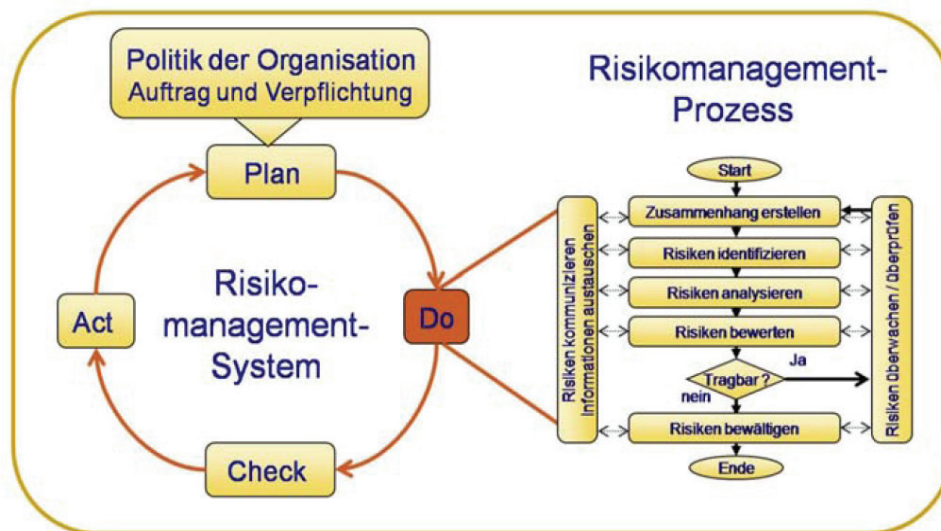 Politik der Organisation
Auftrag und Verpflichtung
Plan
Do
Check
Act
Risiko-
management-
System
Risikomanagement-
Prozess
Start
Zusammenhang erstellen
Risiken identifizieren
Risiken analysieren
Risiken bewerten
Tragbar ?
Ja
nein
Risiken bewältigen
Ende
Risiken kommunizieren
Informationen austauschen
Risiken überwachen / überprüfen